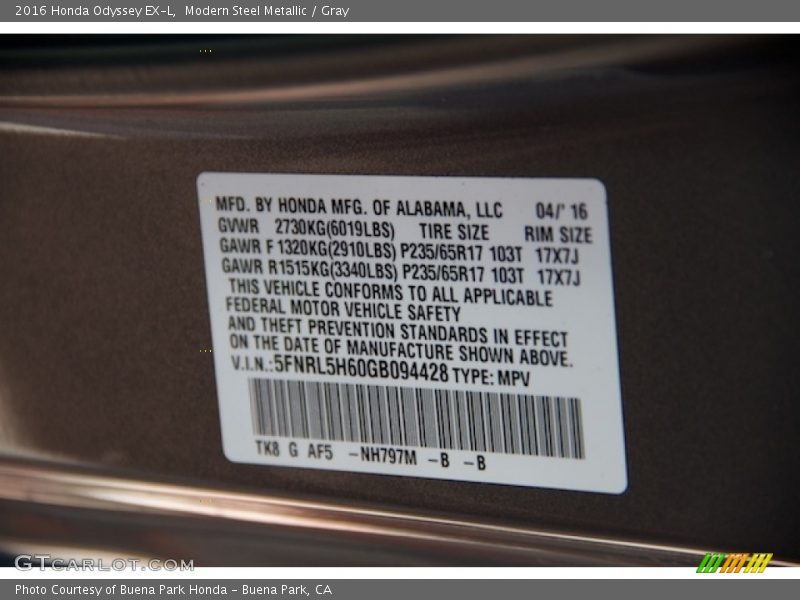 2016 Honda Odyssey EX-L,  Modern Steel Metallic / Gray
MFD. BY HONDA MFG. OF ALABAMA, LLC 04/' 16
GVWR 2730KG(6019LBS) TIRE SIZE RIM SIZE
GAWR F 1320KG(2910LBS) P235/65R17 103T 17X7J
GAWR R1515KG(3340LBS) P235/65R17 103T 17X7J
THIS VEHICLE CONFORMS TO ALL APPLICABLE
FEDERAL MOTOR VEHICLE SAFETY
AND THEFT PREVENTION STANDARDS IN EFFECT
ON THE DATE OF MANUFACTURE SHOWN ABOVE.
V.I.N.:5FNRL5H60GB094428 TYPE: MPV
TK8 G AF5 -NH797M -B -B
GTCARLOT.COM
Photo Courtesy of Buena Park Honda - Buena Park, CA